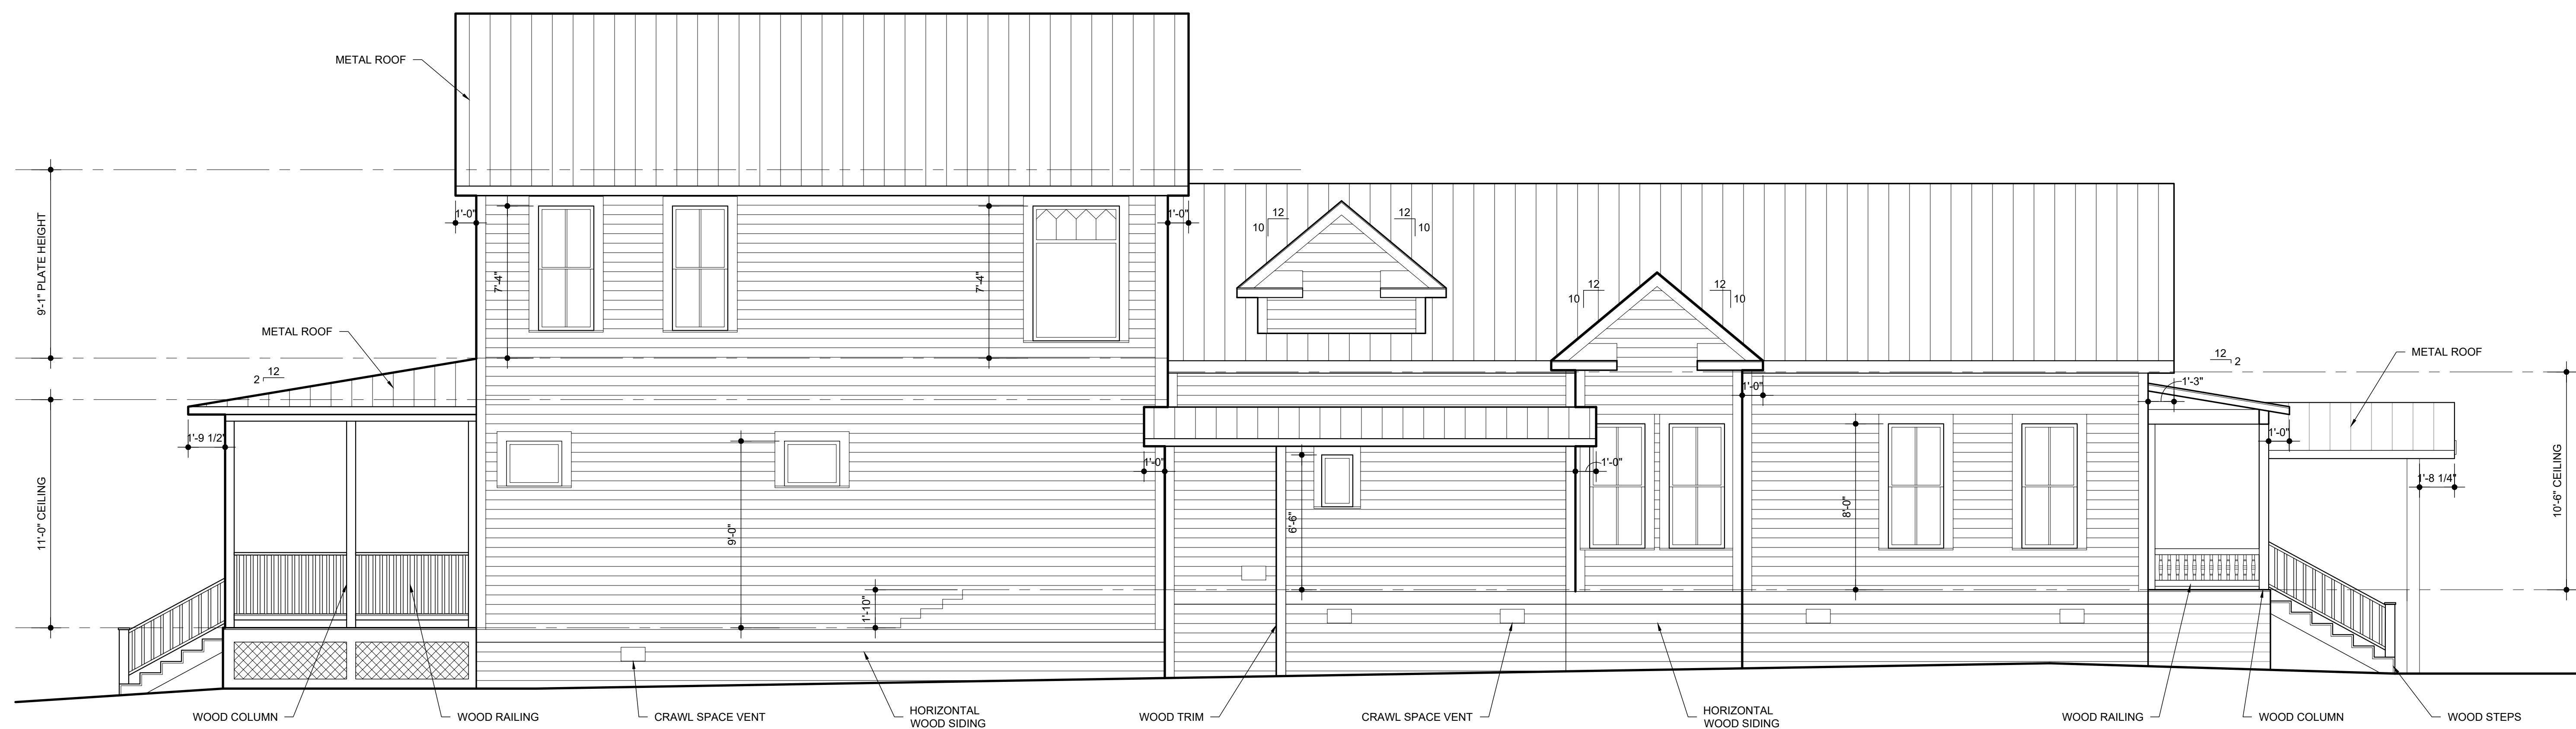 METAL ROOF
9'-1" PLATE HEIGHT
1'-0"
7'-4"
7'-4"
1'-0"
12
10
12
10
12
10
12
10
METAL ROOF
12
2
11'-0" CEILING
1'-9 1/2"
9'-0"
1'-10"
1'-0"
6'-6"
1'-0"
1'-0"
8'-0"
12
2
1'-3"
METAL ROOF
1'-0"
1'-8 1/4"
10'-6" CEILING
WOOD COLUMN
WOOD RAILING
CRAWL SPACE VENT
HORIZONTAL
WOOD SIDING
WOOD TRIM
CRAWL SPACE VENT
HORIZONTAL
WOOD SIDING
WOOD RAILING
WOOD COLUMN
WOOD STEPS